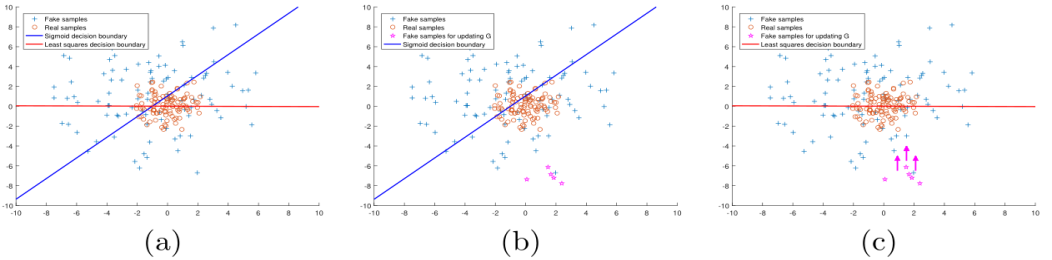 Fake samples
Real samples
Sigmoid decision boundary
Least squares decision boundary
10
8
6
4
2
0
-2
-4
-6
-8
-10
-10 -8 -6 -4 -2 0 2 4 6 8 10
(a)
Fake samples
Real samples
Fake samples for updating G
Sigmoid decision boundary
10
8
6
4
2
0
-2
-4
-6
-8
-10
-10 -8 -6 -4 -2 0 2 4 6 8 10
(b)
Fake samples
Real samples
Fake samples for updating G
Least squares decision boundary
10
8
6
4
2
0
-2
-4
-6
-8
-10
-10 -8 -6 -4 -2 0 2 4 6 8 10
(c)